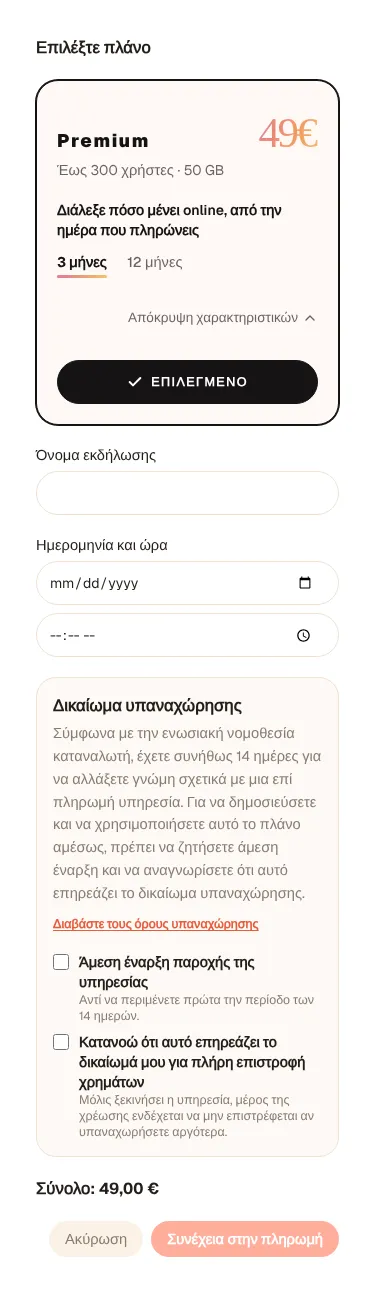 Επιλέξτε πλάνο
Premium
49€
Έως 300 χρήστες · 50 GB
Διάλεξε πόσο μένει online, από την
ημέρα που πληρώνεις
3 μήνες 12 μήνες
Απόκρυψη χαρακτηριστικών
ΕΠΙΛΕΓΜΕΝΟ
Όνομα εκδήλωσης
Ημερομηνία και ώρα
mm/dd/yyyy
--:-- --
Δικαίωμα υπαναχώρησης
Σύμφωνα με την ενωσιακή νομοθεσία
καταναλωτή, έχετε συνήθως 14 ημέρες για
να αλλάξετε γνώμη σχετικά με μια επί
πληρωμή υπηρεσία. Για να δημοσιεύσετε
και να χρησιμοποιήσετε αυτό το πλάνο
αμέσως, πρέπει να ζητήσετε άμεση
έναρξη και να αναγνωρίσετε ότι αυτό
επηρεάζει το δικαίωμα υπαναχώρησης.
Διαβάστε τους όρους υπαναχώρησης
Άμεση έναρξη παροχής της
υπηρεσίας
Αντί να περιμένετε πρώτα την περίοδο των
14 ημερών.
Κατανοώ ότι αυτό επηρεάζει το
δικαίωμά μου για πλήρη επιστροφή
χρημάτων
Μόλις ξεκινήσει η υπηρεσία, μέρος της
χρέωσης ενδέχεται να μην επιστρέφεται αν
υπαναχωρήσετε αργότερα.
Σύνολο: 49,00 €
Ακύρωση Συνέχεια στην πληρωμή